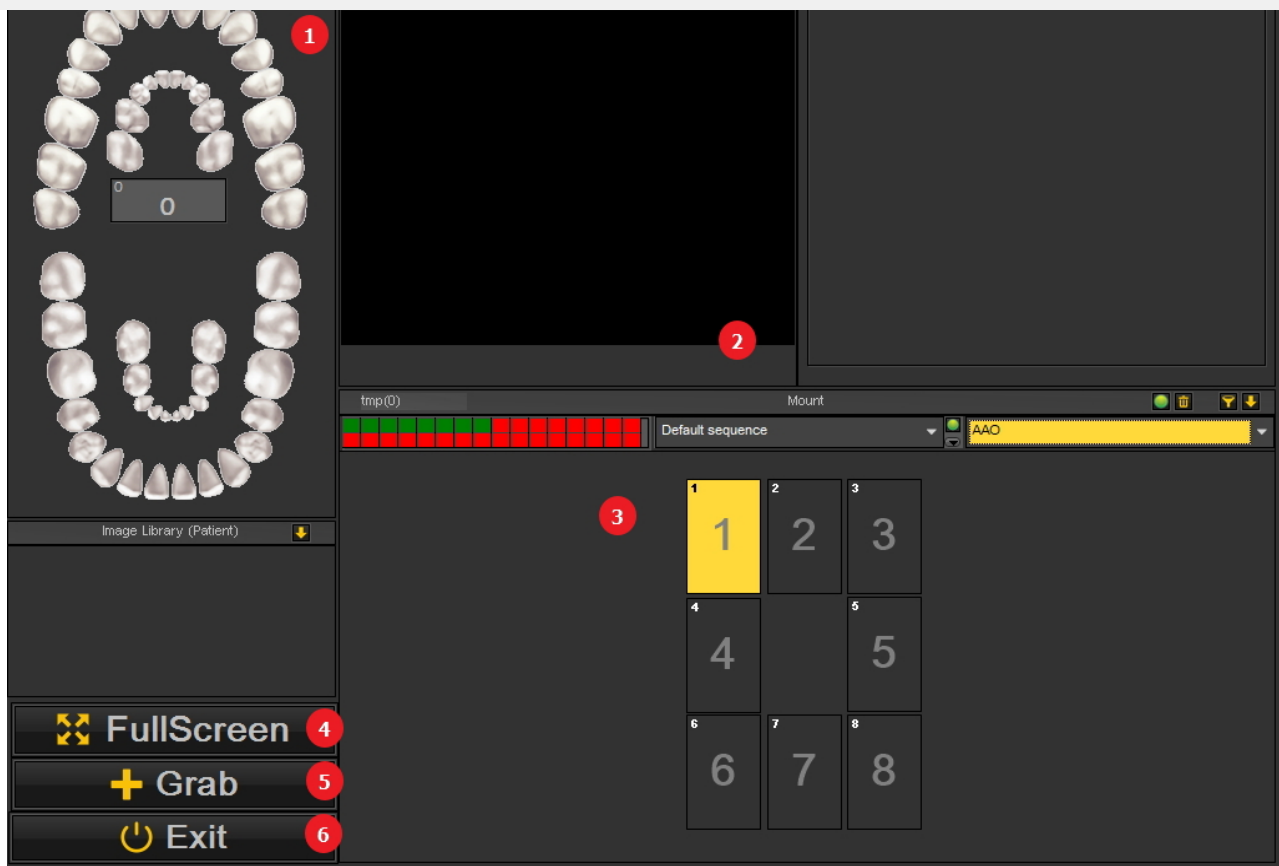 1
0
0
2
tmp(0)
Mount
Default sequence
AAO
3
1 2 3
1 2 3
4 5
4 5
6 7 8
6 7 8
Image Library (Patient)
FullScreen 4
Grab 5
Exit 6